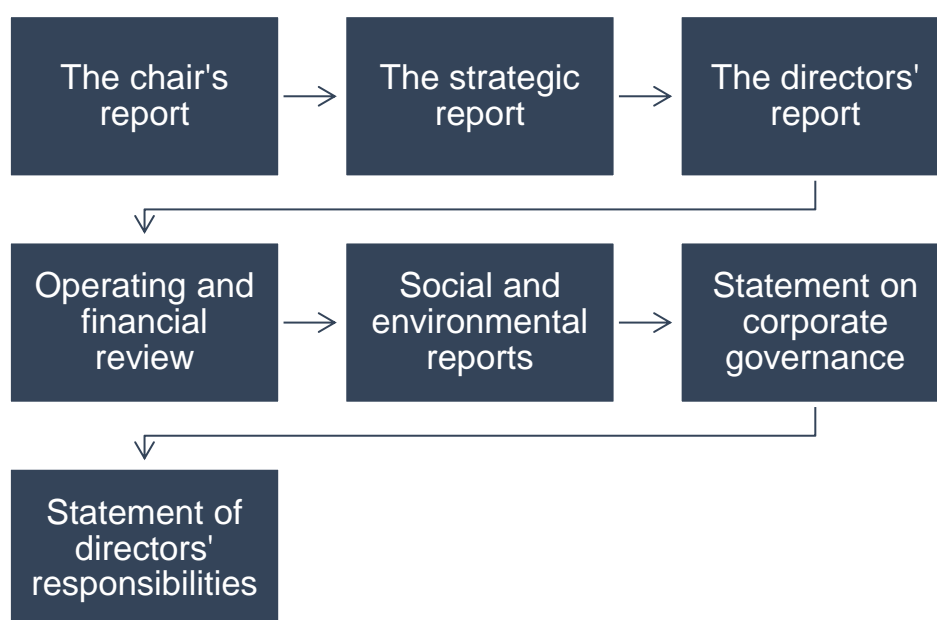 The chair's
report
The strategic
report
The directors'
report
Operating and
financial
review
Social and
environmental
reports
Statement on
corporate
governance
Statement of
directors'
responsibilities